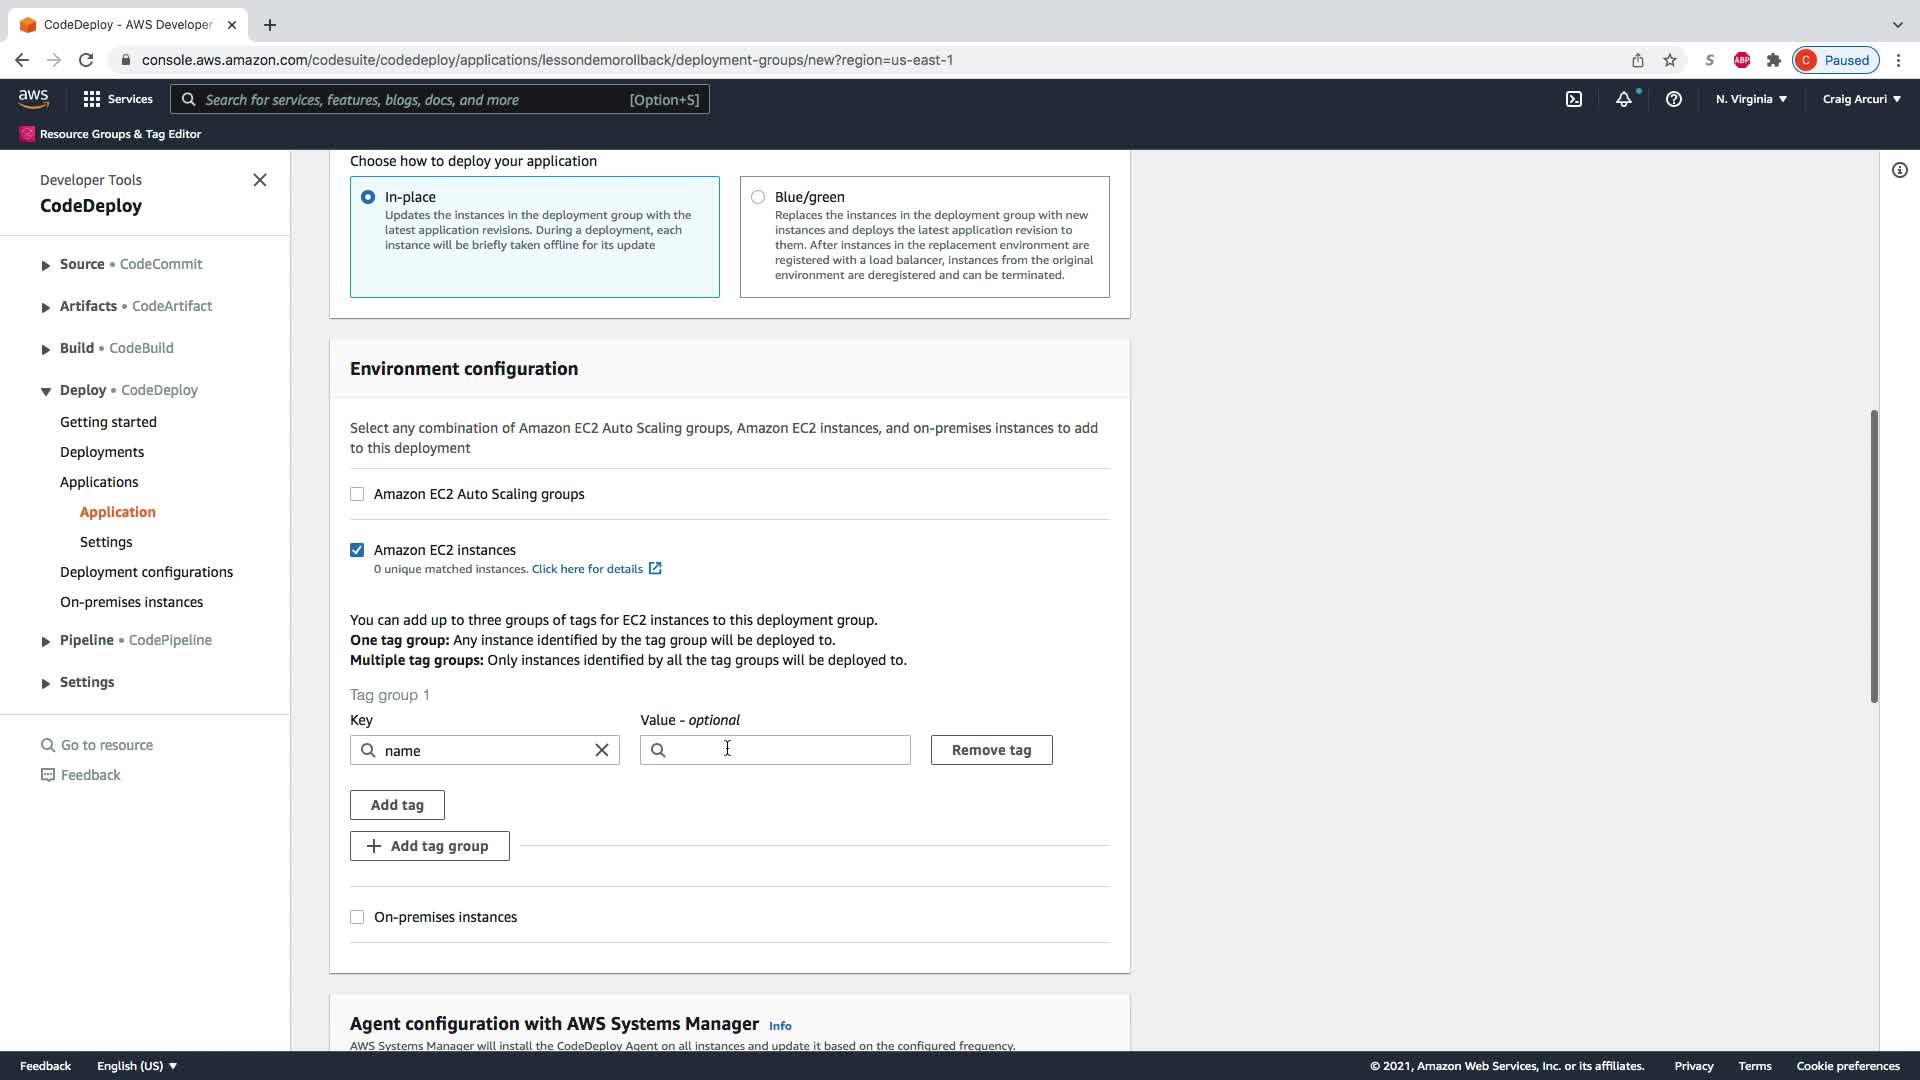 CodeDeploy - AWS Developer
console.aws.amazon.com/codesuite/codedeploy/applications/lessondemorollback/deployment-groups/new?region=us-east-1
S
ABP
C Paused
aws
Services
Search for services, features, blogs, docs, and more [Option+S]
N. Virginia
Craig Arcuri
Resource Groups & Tag Editor
Developer Tools
CodeDeploy
Source • CodeCommit
Artifacts • CodeArtifact
Build • CodeBuild
Deploy • CodeDeploy
Getting started
Deployments
Applications
Application
Settings
Deployment configurations
On-premises instances
Pipeline • CodePipeline
Settings
Go to resource
Feedback
Choose how to deploy your application
In-place
Updates the instances in the deployment group with the
latest application revisions. During a deployment, each
instance will be briefly taken offline for its update
Blue/green
Replaces the instances in the deployment group with new
instances and deploys the latest application revision to
them. After instances in the replacement environment are
registered with a load balancer, instances from the original
environment are deregistered and can be terminated.
Environment configuration
Select any combination of Amazon EC2 Auto Scaling groups, Amazon EC2 instances, and on-premises instances to add
to this deployment
Amazon EC2 Auto Scaling groups
Amazon EC2 instances
0 unique matched instances. Click here for details
You can add up to three groups of tags for EC2 instances to this deployment group.
One tag group: Any instance identified by the tag group will be deployed to.
Multiple tag groups: Only instances identified by all the tag groups will be deployed to.
Tag group 1
Key
Value - optional
name
Remove tag
Add tag
Add tag group
On-premises instances
Agent configuration with AWS Systems Manager Info
AWS Systems Manager will install the CodeDeploy Agent on all instances and update it based on the configured frequency.
Feedback
English (US)
© 2021, Amazon Web Services, Inc. or its affiliates.
Privacy
Terms
Cookie preferences